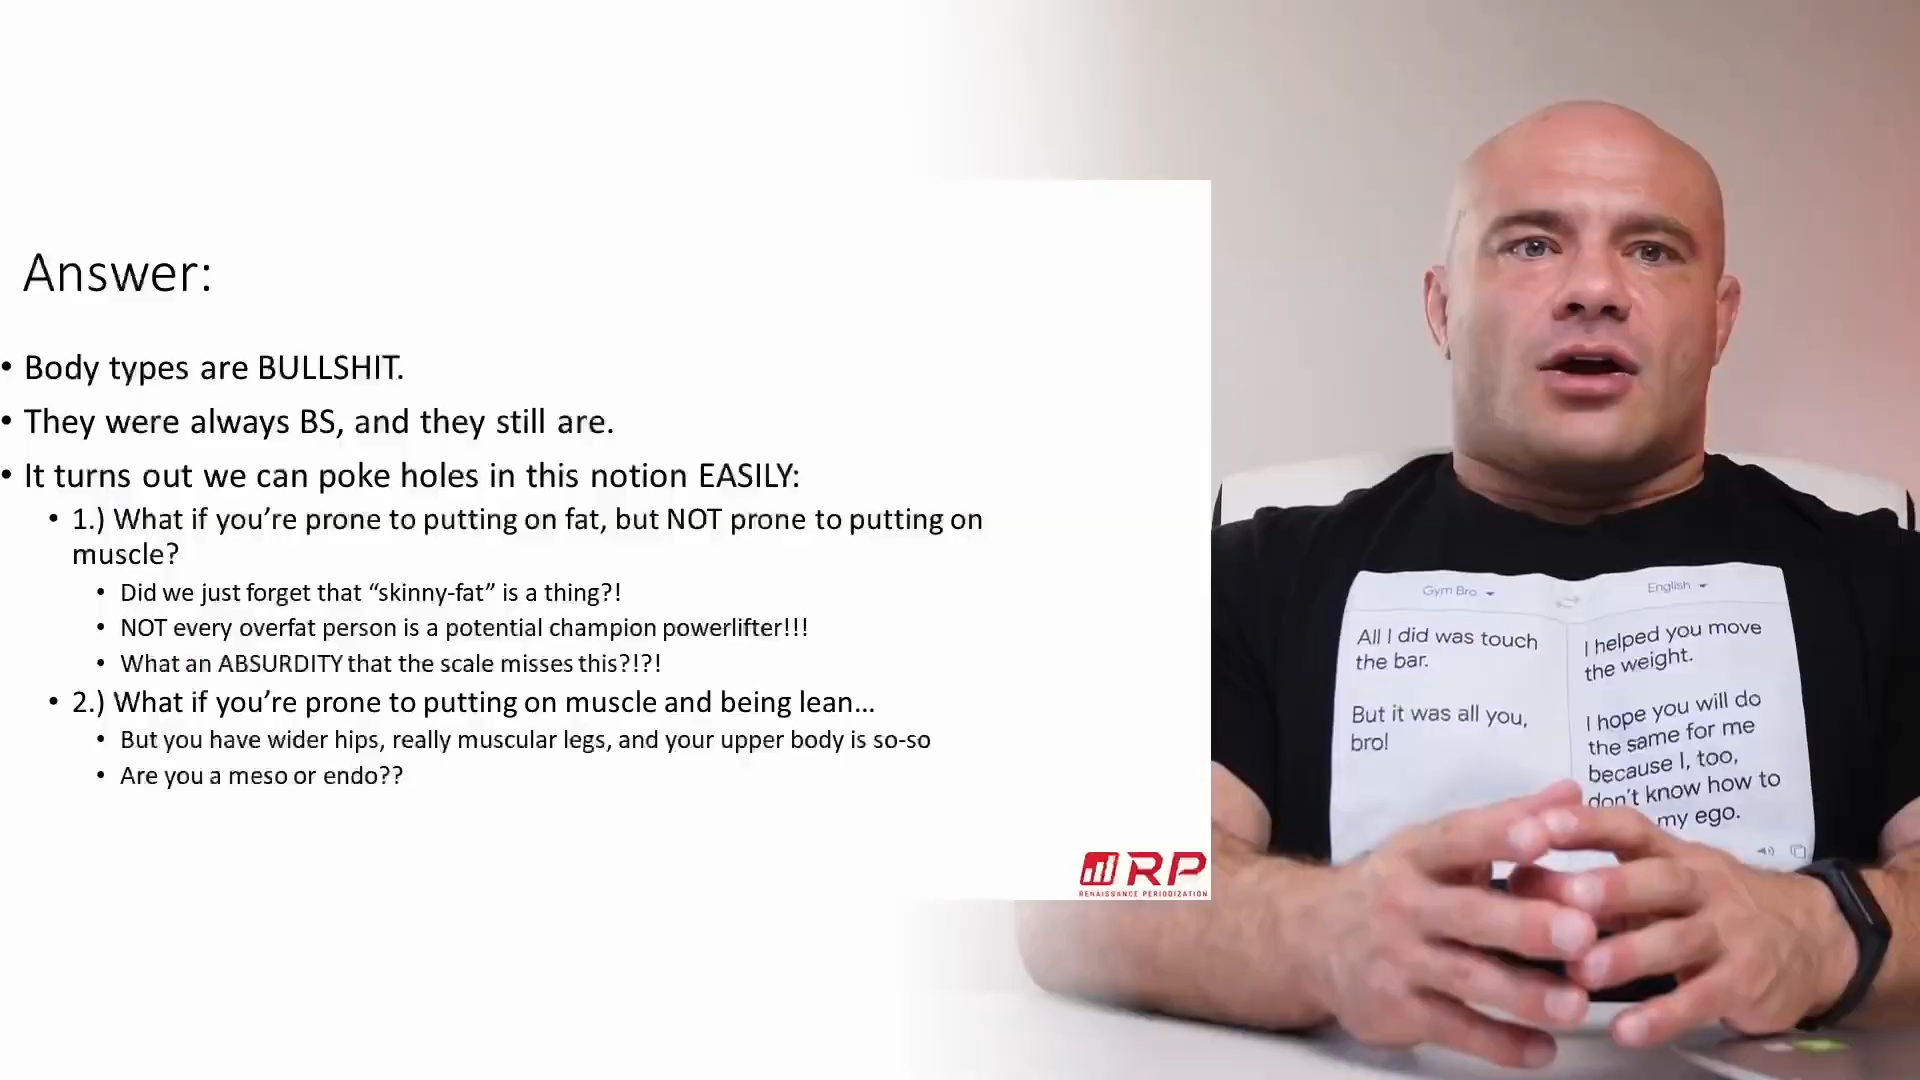 Answer:
• Body types are BULLSHIT.
• They were always BS, and they still are.
• It turns out we can poke holes in this notion EASILY:
• 1.) What if you’re prone to putting on fat, but NOT prone to putting on
muscle?
• Did we just forget that “skinny-fat” is a thing?!
• NOT every overfat person is a potential champion powerlifter!!!
• What an ABSURDITY that the scale misses this?!?!
• 2.) What if you’re prone to putting on muscle and being lean…
• But you have wider hips, really muscular legs, and your upper body is so-so
• Are you a meso or endo??
RP
RENAISSANCE PERIODIZATION
Gym Bro
All I did was touch
the bar.
But it was all you,
bro!
English
I helped you move
the weight.
I hope you will do
the same for me
because I, too,
don't know how to
my ego.